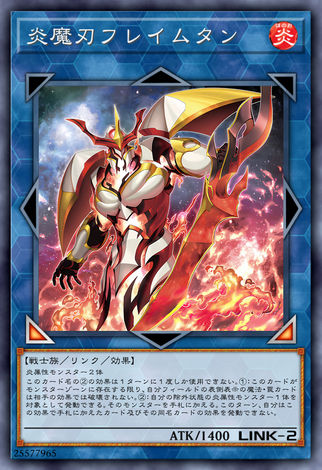 炎魔刃フレイムタン
ほのお
炎
【戦士族／リンク／効果】
炎属性モンスター２体
このカード名の②の効果は１ターンに１度しか使用できない。①：このカードが
モンスターゾーンに存在する限り、自分フィールドの表側表示の魔法・罠カード
は相手の効果では破壊されない。②：自分の除外状態の炎属性モンスター１体を
対象として発動できる。そのモンスターを手札に加える。このターン、自分はこ
の効果で手札に加えたカード及びその同名カードの効果を発動できない。
ATK/1400 LINK-2
25577965